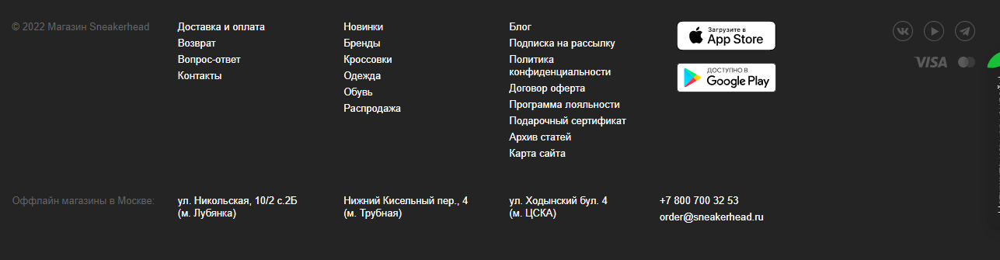 © 2022 Магазин Sneakerhead
Доставка и оплата
Возврат
Вопрос-ответ
Контакты
Новинки
Бренды
Кроссовки
Одежда
Обувь
Распродажа
Блог
Подписка на рассылку
Политика
конфиденциальности
Договор оферта
Программа лояльности
Подарочный сертификат
Архив статей
Карта сайта
Загрузите в
App Store
ДОСТУПНО В
Google Play
VISA
Оффлайн магазины в Москве:
ул. Никольская, 10/2 с.2Б
(м. Лубянка)
Нижний Кисельный пер., 4
(м. Трубная)
ул. Ходынский бул. 4
(м. ЦСКА)
+7 800 700 32 53
order@sneakerhead.ru